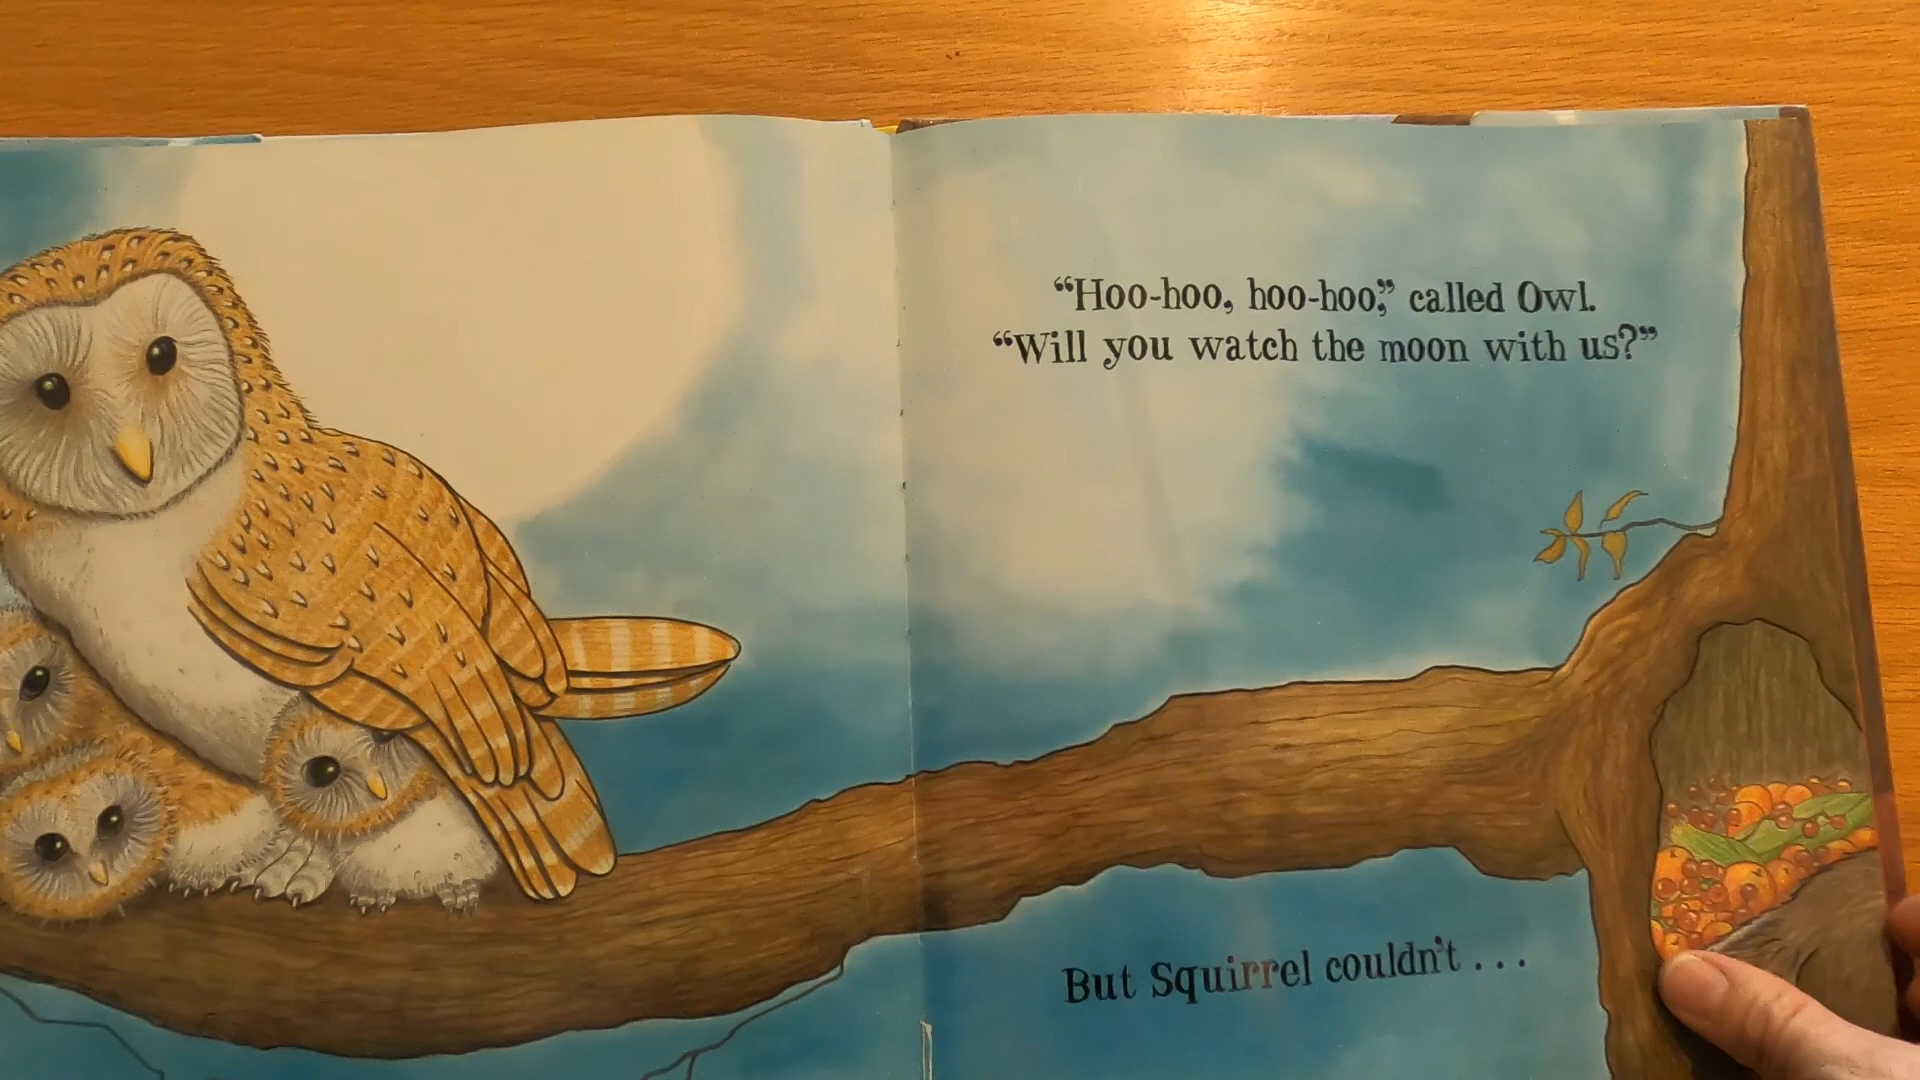 “Hoo-hoo, hoo-hoo,” called Owl.
“Will you watch the moon with us?”
But Squirrel couldn’t . . .